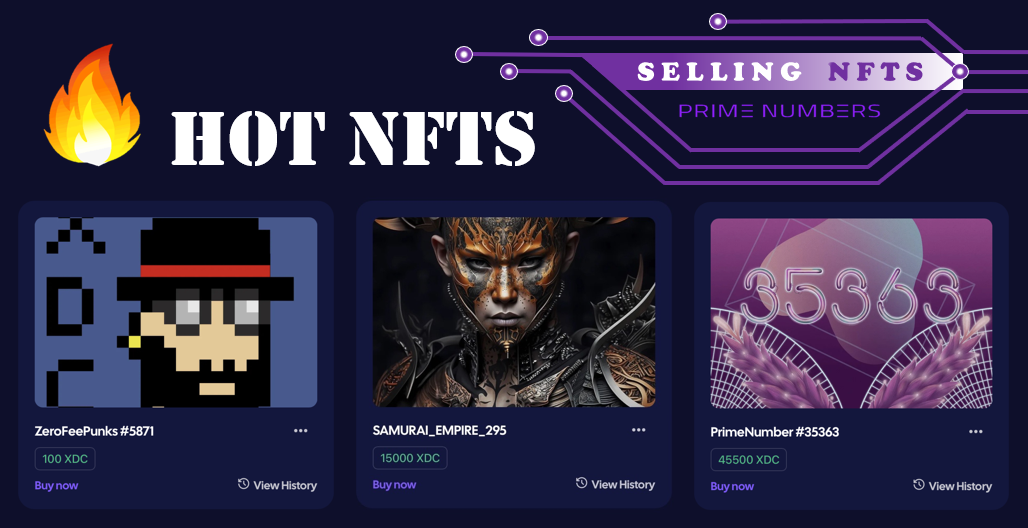 SELLING NFTS
PRIME NUMBERS
HOT NFTS
X
D
C
35363
ZeroFeePunks #5871
...
100 XDC
Buy now
View History
SAMURAI_EMPIRE_295
...
15000 XDC
Buy now
View History
PrimeNumber #35363
...
45500 XDC
Buy now
View History